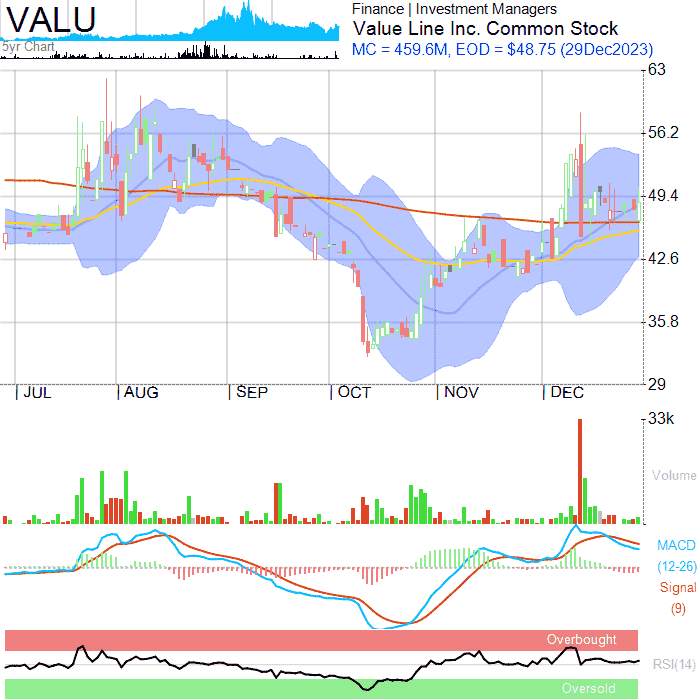 VALU
5yr Chart
Finance | Investment Managers
Value Line Inc. Common Stock
MC = 459.6M, EOD = $48.75 (29Dec2023)
63
56.2
49.4
42.6
35.8
29
| JUL | AUG | SEP | OCT | NOV | DEC
33k
Volume
MACD
(12-26)
Signal
(9)
Overbought
RSI(14)
Oversold